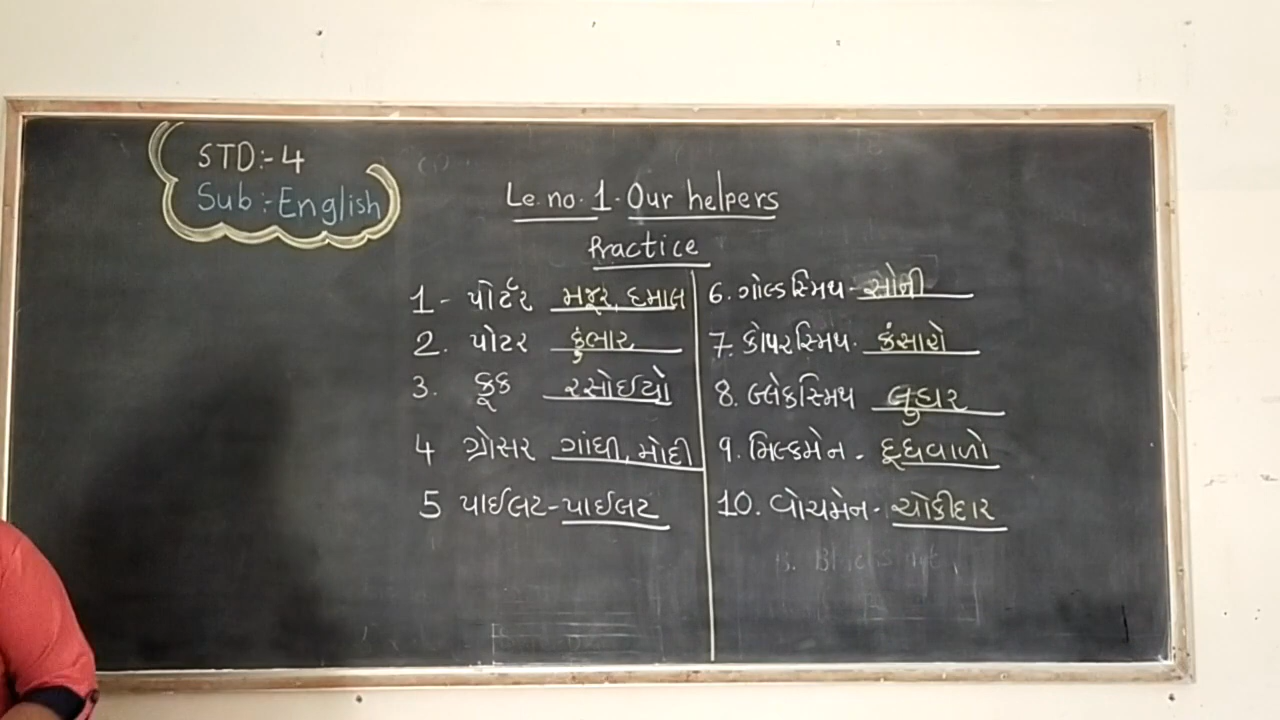 STD:- 4
Sub:- English
Le. no. 1. Our helpers
Practice
1 - પોર્ટર મજૂર, હમાલ
2. પોટર કુંભાર
3. કૂક રસોઈયો
4 ગ્રોસર ગાંધી, મોદી
5 પાઈલટ - પાઈલટ
6. ગોલ્ડસ્મિથ - સોની
7. કોપરસ્મિથ - કંસારો
8. બ્લેકસ્મિથ લુહાર
9. મિલ્કમેન - દૂધવાળો
10. વોચમેન - ચોકીદાર